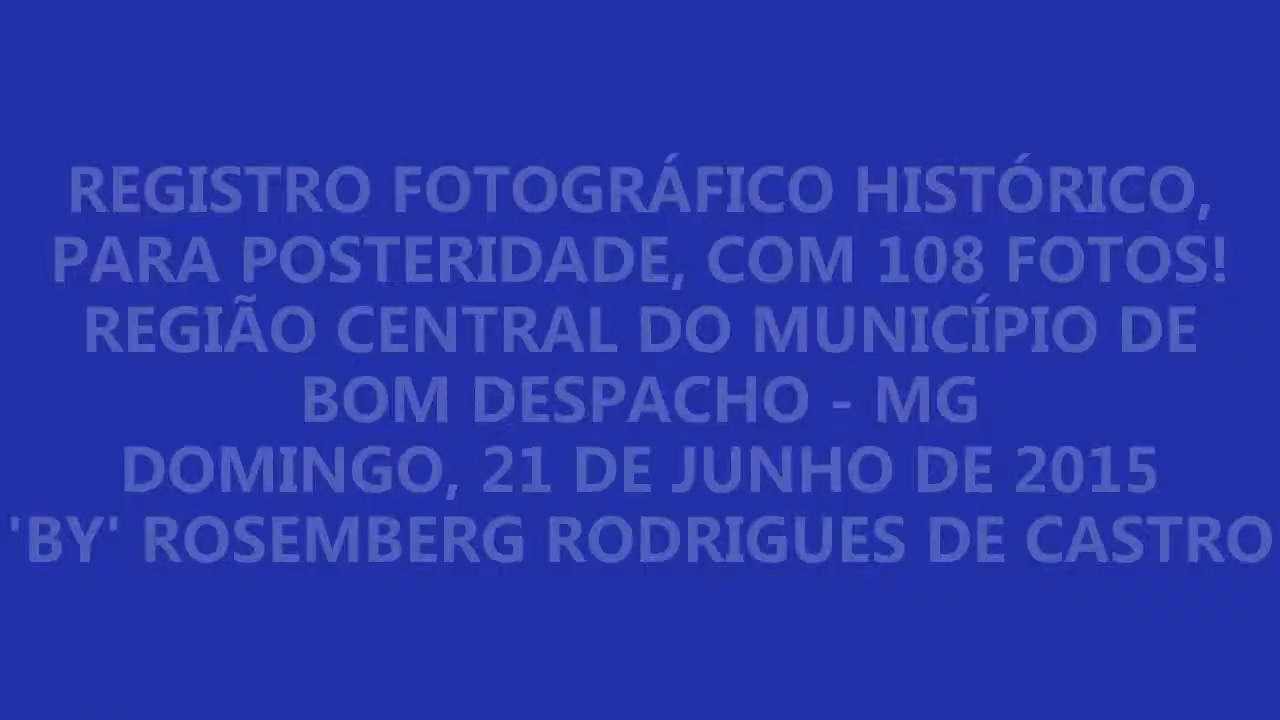 REGISTRO FOTOGRÁFICO HISTÓRICO,
PARA POSTERIDADE, COM 108 FOTOS!
REGIÃO CENTRAL DO MUNICÍPIO DE
BOM DESPACHO - MG
DOMINGO, 21 DE JUNHO DE 2015
'BY' ROSEMBERG RODRIGUES DE CASTRO